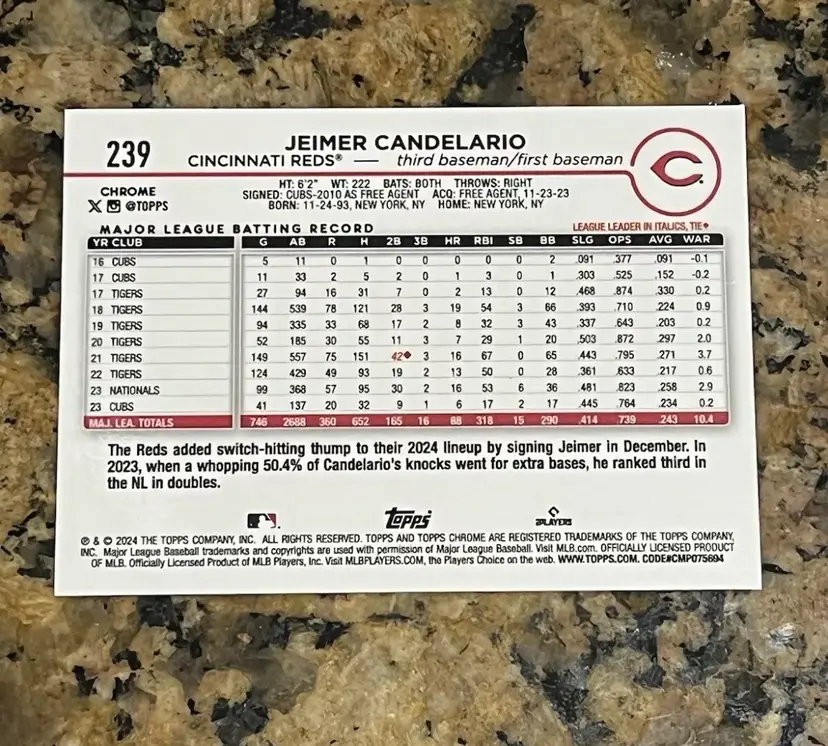 239
JEIMER CANDELARIO
CINCINNATI REDS® — third baseman/first baseman
C
CHROME
X @TOPPS
HT: 6'2" WT: 222 BATS: BOTH THROWS: RIGHT
SIGNED: CUBS-2010 AS FREE AGENT ACQ: FREE AGENT, 11-23-23
BORN: 11-24-93, NEW YORK, NY HOME: NEW YORK, NY
MAJOR LEAGUE BATTING RECORD LEAGUE LEADER IN ITALICS, TIE◆
YR CLUB G AB R H 2B 3B HR RBI SB BB SLG OPS AVG WAR
16 CUBS 5 11 0 1 0 0 0 0 0 2 .091 .377 .091 -0.1
17 CUBS 11 33 2 5 2 0 1 3 0 1 .303 .525 .152 -0.2
17 TIGERS 27 94 16 31 7 0 2 13 0 12 .468 .874 .330 0.2
18 TIGERS 144 539 78 121 28 3 19 54 3 66 .393 .710 .224 0.9
19 TIGERS 94 335 33 68 17 2 8 32 3 43 .337 .643 .203 0.2
20 TIGERS 52 185 30 55 11 3 7 29 1 20 .503 .872 .297 2.0
21 TIGERS 149 557 75 151 42◆ 3 16 67 0 65 .443 .795 .271 3.7
22 TIGERS 124 429 49 93 19 2 13 50 0 28 .361 .633 .217 0.6
23 NATIONALS 99 368 57 95 30 2 16 53 6 36 .481 .823 .258 2.9
23 CUBS 41 137 20 32 9 1 6 17 2 17 .445 .764 .234 0.2
MAJ. LEA. TOTALS 746 2688 360 652 165 16 88 318 15 290 .414 .739 .243 10.4
The Reds added switch-hitting thump to their 2024 lineup by signing Jeimer in December. In
2023, when a whopping 50.4% of Candelario's knocks went for extra bases, he ranked third in
the NL in doubles.
Topps PLAYERS
℗ & © 2024 THE TOPPS COMPANY, INC. ALL RIGHTS RESERVED. TOPPS AND TOPPS CHROME ARE REGISTERED TRADEMARKS OF THE TOPPS COMPANY,
INC. Major League Baseball trademarks and copyrights are used with permission of Major League Baseball. Visit MLB.com. OFFICIALLY LICENSED PRODUCT
OF MLB. Officially Licensed Product of MLB Players, Inc. Visit MLBPLAYERS.COM, the Players Choice on the web. WWW.TOPPS.COM. CODE#CMP075694